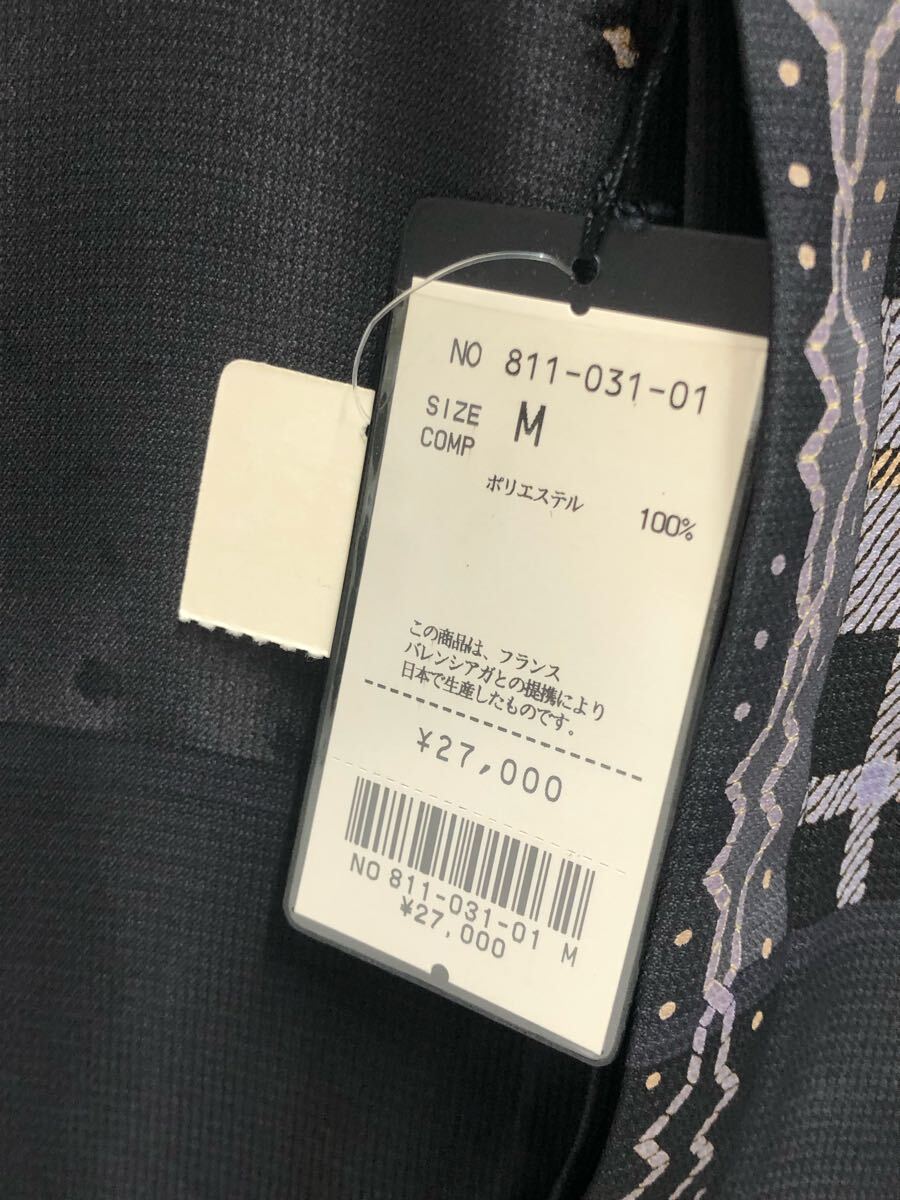 NO 811-031-01
SIZE M
COMP
ポリエステル 100%
この商品は、フランス
バレンシアガとの提携により
日本で生産したものです。
¥27,000
NO 811-031-01 M
¥27,000